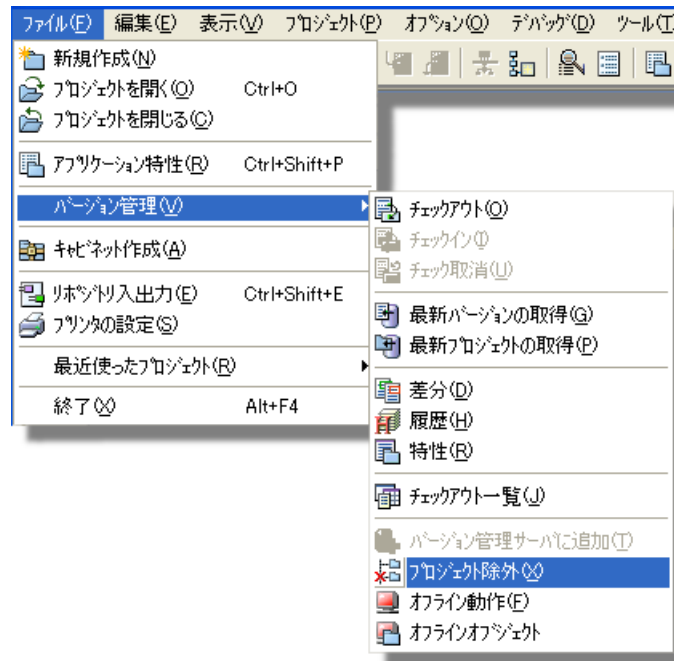 ファイル(F) 編集(E) 表示(V) プロジェクト(P) オプション(O) デバッグ(D) ツール(T
新規作成(N)
プロジェクトを開く(O) Ctrl+O
プロジェクトを閉じる(C)
アプリケーション特性(R) Ctrl+Shift+P
バージョン管理(V)
キャビネット作成(A)
リポジトリ入出力(E) Ctrl+Shift+E
プリンタの設定(S)
最近使ったプロジェクト(R)
終了(X) Alt+F4
チェックアウト(O)
チェックイン(I)
チェック取消(U)
最新バージョンの取得(G)
最新プロジェクトの取得(P)
差分(D)
履歴(H)
特性(R)
チェックアウト一覧(J)
バージョン管理サーバに追加(T)
プロジェクト除外(X)
オフライン動作(F)
オフラインオブジェクト